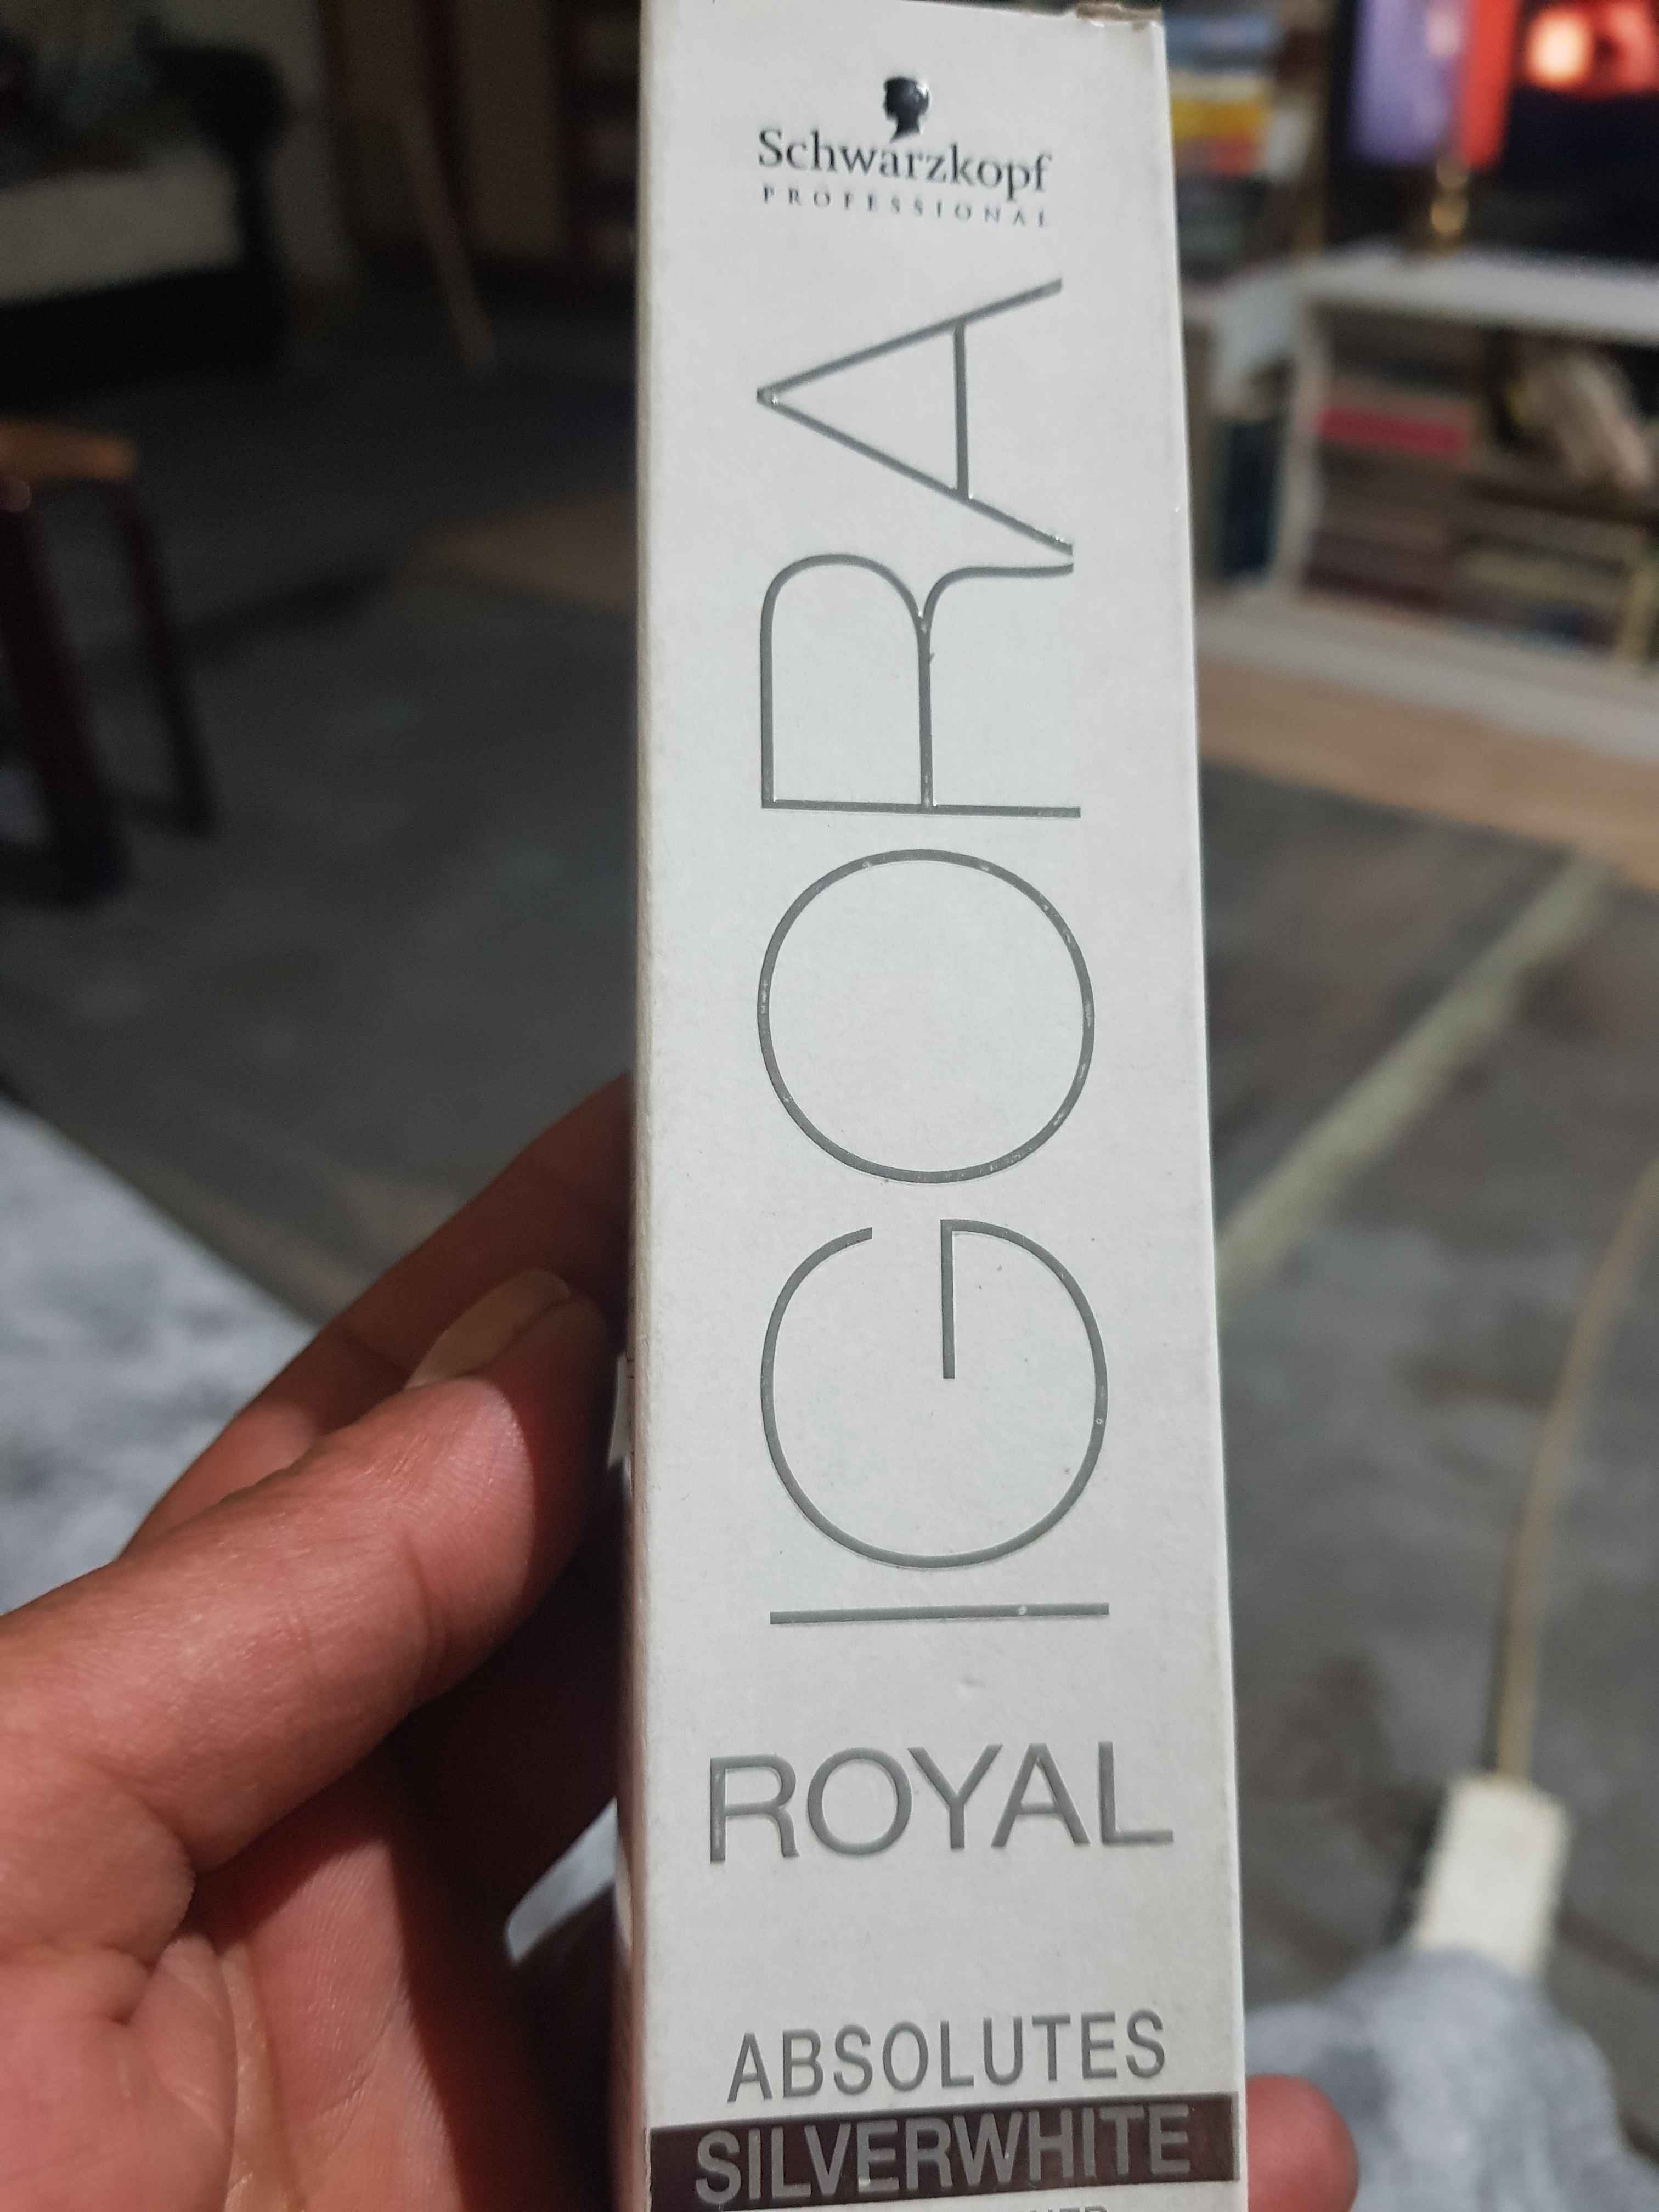 Schwarzkopf
PROFESSIONAL
IGORA
ROYAL
ABSOLUTES
SILVERWHITE